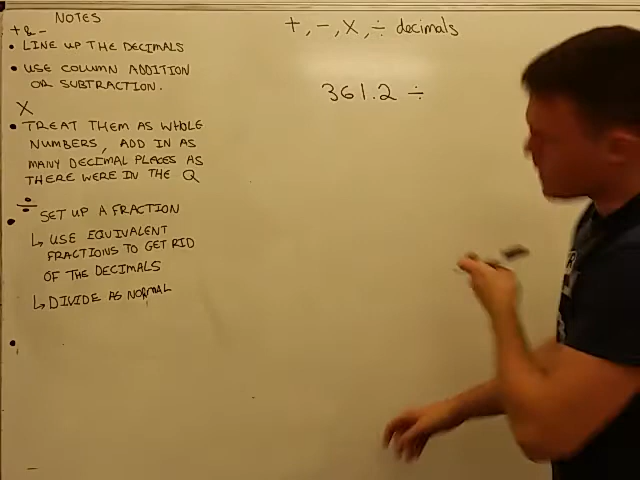 NOTES
+ & -
• LINE UP THE DECIMALS
• USE COLUMN ADDITION
OR SUBTRACTION.
X
• TREAT THEM AS WHOLE
NUMBERS, ADD IN AS
MANY DECIMAL PLACES AS
THERE WERE IN THE Q
÷
• SET UP A FRACTION
↳ USE EQUIVALENT
FRACTIONS TO GET RID
OF THE DECIMALS
↳ DIVIDE AS NORMAL
+, -, X, ÷ decimals
361.2 ÷